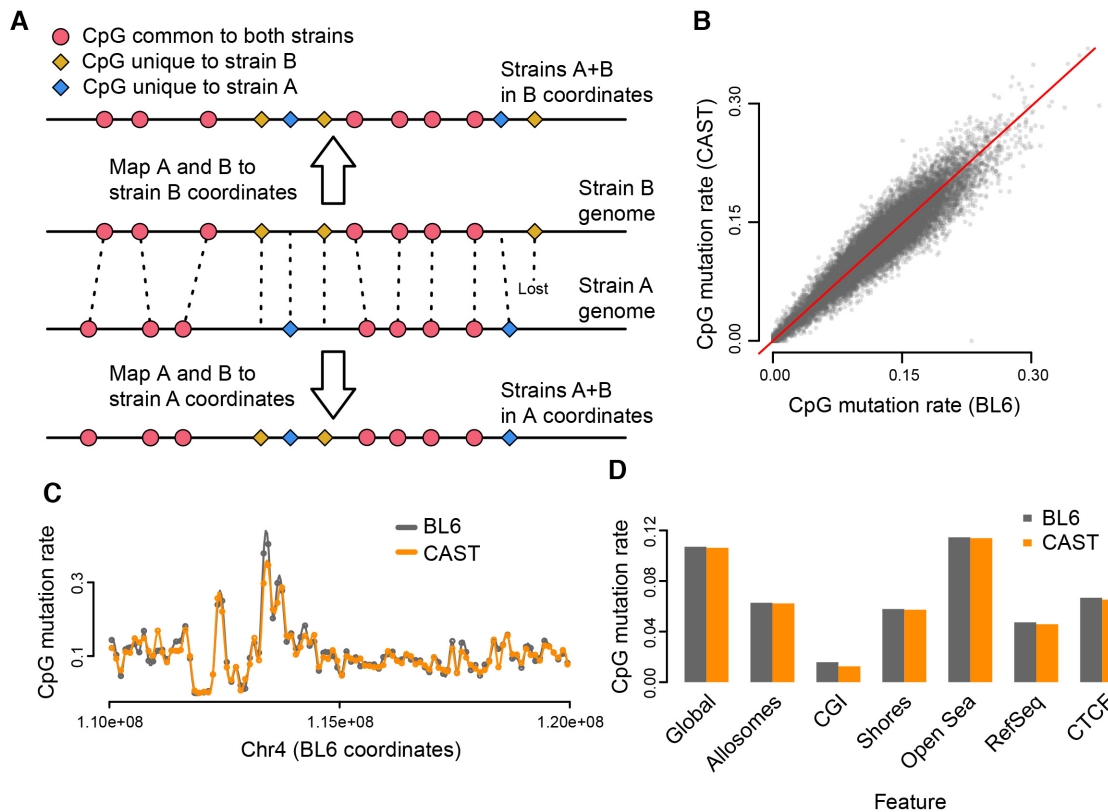 A
CpG common to both strains
CpG unique to strain B
CpG unique to strain A
Strains A+B
in B coordinates
Map A and B to
strain B coordinates
Strain B
genome
Lost
Strain A
genome
Map A and B to
strain A coordinates
Strains A+B
in A coordinates
B
CpG mutation rate (CAST)
0.30
0.15
0.00
0.00 0.15 0.30
CpG mutation rate (BL6)
C
BL6
CAST
CpG mutation rate
0.3
0.1
1.10e+08 1.15e+08 1.20e+08
Chr4 (BL6 coordinates)
D
BL6
CAST
CpG mutation rate
0.12
0.08
0.04
0.00
Global
Allosomes
CGI
Shores
Open Sea
RefSeq
CTCF
Feature